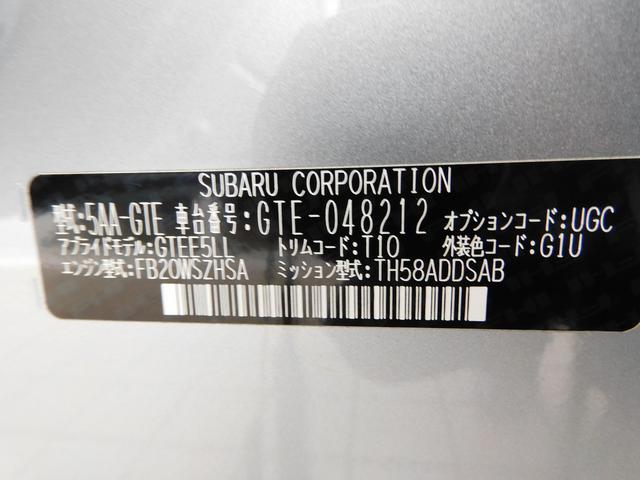 SUBARU CORPORATION
型式:5AA-GTE 車台番号:GTE-048212 オプションコード:UGC
アプライドモデル:GTEE5LL トリムコード:T10 外装色コード:G1U
エンジン型式:FB20WSZHSA ミッション型式:TH58ADDSAB